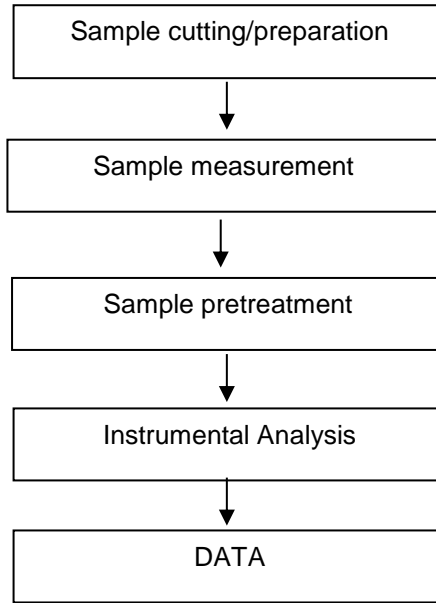 Sample cutting/preparation
Sample measurement
Sample pretreatment
Instrumental Analysis
DATA